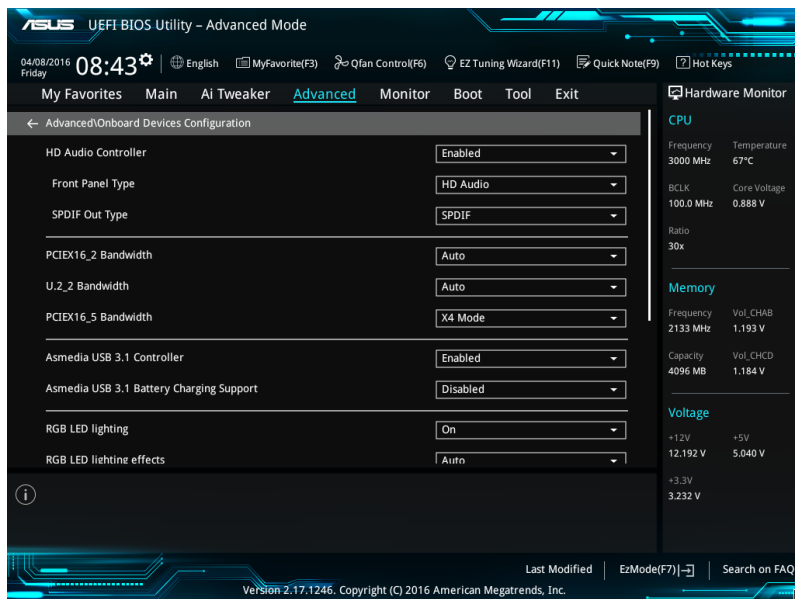 ASUS UEFI BIOS Utility – Advanced Mode
04/08/2016 Friday 08:43 English MyFavorite(F3) Qfan Control(F6) EZ Tuning Wizard(F11) Quick Note(F9) ? Hot Keys
My Favorites Main Ai Tweaker Advanced Monitor Boot Tool Exit
← Advanced\Onboard Devices Configuration
HD Audio Controller Enabled
Front Panel Type HD Audio
SPDIF Out Type SPDIF
PCIEX16_2 Bandwidth Auto
U.2_2 Bandwidth Auto
PCIEX16_5 Bandwidth X4 Mode
Asmedia USB 3.1 Controller Enabled
Asmedia USB 3.1 Battery Charging Support Disabled
RGB LED lighting On
RGB LED lighting effects Auto
Hardware Monitor
CPU
Frequency Temperature
3000 MHz 67°C
BCLK Core Voltage
100.0 MHz 0.888 V
Ratio
30x
Memory
Frequency Vol_CHAB
2133 MHz 1.193 V
Capacity Vol_CHCD
4096 MB 1.184 V
Voltage
+12V +5V
12.192 V 5.040 V
+3.3V
3.232 V
Last Modified EzMode(F7) Search on FAQ
Version 2.17.1246. Copyright (C) 2016 American Megatrends, Inc.